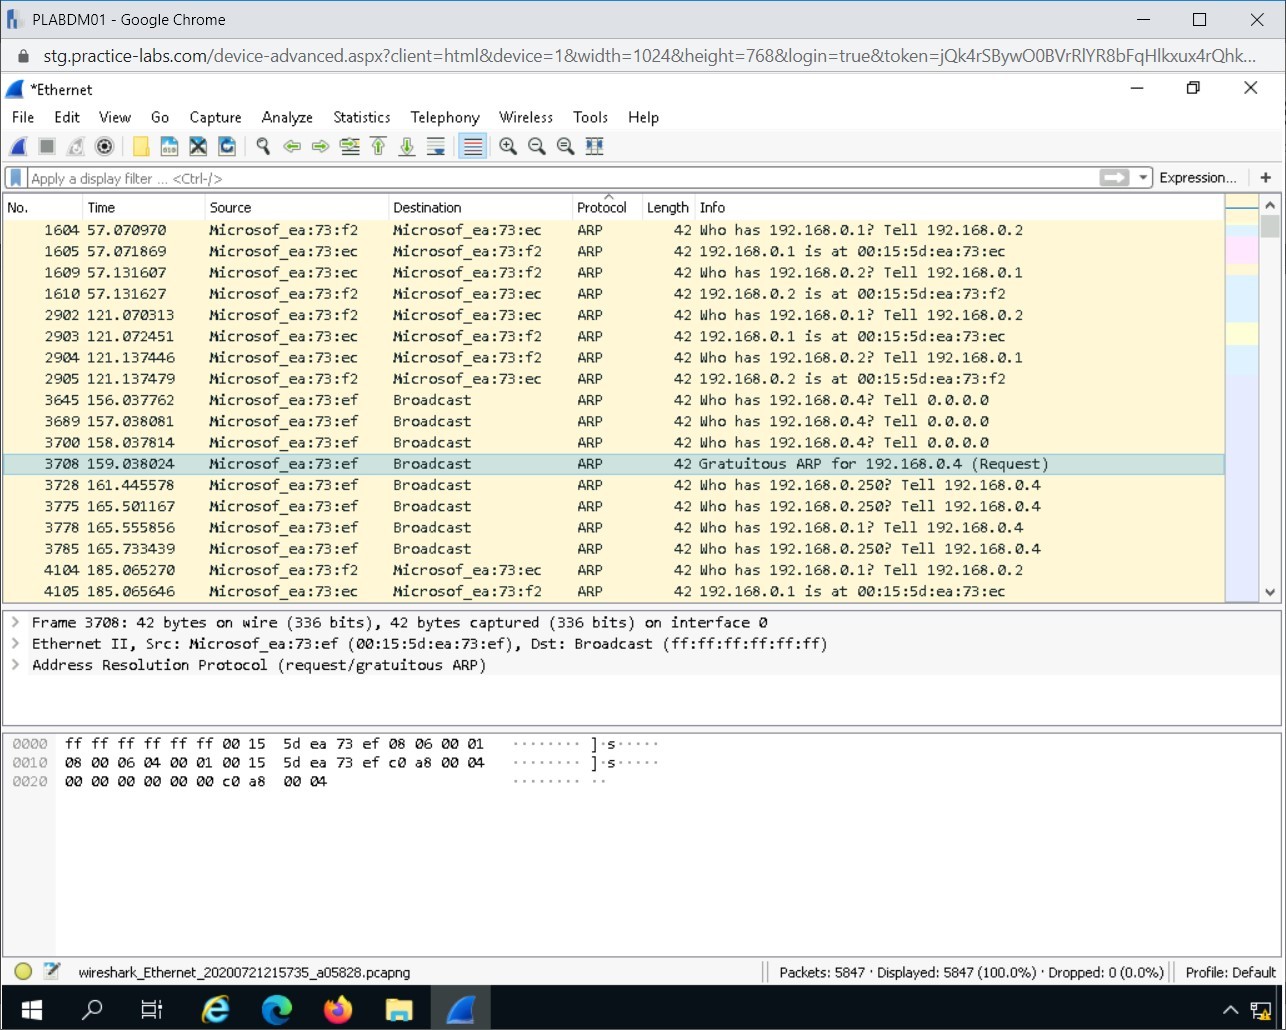 PLABDM01 - Google Chrome
stg.practice-labs.com/device-advanced.aspx?client=html&device=1&width=1024&height=768&login=true&token=jQk4rSBywO0BVrRlYR8bFqHlkxux4rQhk...
*Ethernet
File Edit View Go Capture Analyze Statistics Telephony Wireless Tools Help
Apply a display filter ... <Ctrl-/> Expression... +
No. Time Source Destination Protocol Length Info
1604 57.070970 Microsof_ea:73:f2 Microsof_ea:73:ec ARP 42 Who has 192.168.0.1? Tell 192.168.0.2
1605 57.071869 Microsof_ea:73:ec Microsof_ea:73:f2 ARP 42 192.168.0.1 is at 00:15:5d:ea:73:ec
1609 57.131607 Microsof_ea:73:ec Microsof_ea:73:f2 ARP 42 Who has 192.168.0.2? Tell 192.168.0.1
1610 57.131627 Microsof_ea:73:f2 Microsof_ea:73:ec ARP 42 192.168.0.2 is at 00:15:5d:ea:73:f2
2902 121.070313 Microsof_ea:73:f2 Microsof_ea:73:ec ARP 42 Who has 192.168.0.1? Tell 192.168.0.2
2903 121.072451 Microsof_ea:73:ec Microsof_ea:73:f2 ARP 42 192.168.0.1 is at 00:15:5d:ea:73:ec
2904 121.137446 Microsof_ea:73:ec Microsof_ea:73:f2 ARP 42 Who has 192.168.0.2? Tell 192.168.0.1
2905 121.137479 Microsof_ea:73:f2 Microsof_ea:73:ec ARP 42 192.168.0.2 is at 00:15:5d:ea:73:f2
3645 156.037762 Microsof_ea:73:ef Broadcast ARP 42 Who has 192.168.0.4? Tell 0.0.0.0
3689 157.038081 Microsof_ea:73:ef Broadcast ARP 42 Who has 192.168.0.4? Tell 0.0.0.0
3700 158.037814 Microsof_ea:73:ef Broadcast ARP 42 Who has 192.168.0.4? Tell 0.0.0.0
3708 159.038024 Microsof_ea:73:ef Broadcast ARP 42 Gratuitous ARP for 192.168.0.4 (Request)
3728 161.445578 Microsof_ea:73:ef Broadcast ARP 42 Who has 192.168.0.250? Tell 192.168.0.4
3775 165.501167 Microsof_ea:73:ef Broadcast ARP 42 Who has 192.168.0.250? Tell 192.168.0.4
3778 165.555856 Microsof_ea:73:ef Broadcast ARP 42 Who has 192.168.0.1? Tell 192.168.0.4
3785 165.733439 Microsof_ea:73:ef Broadcast ARP 42 Who has 192.168.0.250? Tell 192.168.0.4
4104 185.065270 Microsof_ea:73:f2 Microsof_ea:73:ec ARP 42 Who has 192.168.0.1? Tell 192.168.0.2
4105 185.065646 Microsof_ea:73:ec Microsof_ea:73:f2 ARP 42 192.168.0.1 is at 00:15:5d:ea:73:ec
Frame 3708: 42 bytes on wire (336 bits), 42 bytes captured (336 bits) on interface 0
Ethernet II, Src: Microsof_ea:73:ef (00:15:5d:ea:73:ef), Dst: Broadcast (ff:ff:ff:ff:ff:ff)
Address Resolution Protocol (request/gratuitous ARP)
0000 ff ff ff ff ff ff 00 15 5d ea 73 ef 08 06 00 01 ········ ]·s·····
0010 08 00 06 04 00 01 00 15 5d ea 73 ef c0 a8 00 04 ········ ]·s·····
0020 00 00 00 00 00 00 c0 a8 00 04 ········ ··
wireshark_Ethernet_20200721215735_a05828.pcapng Packets: 5847 · Displayed: 5847 (100.0%) · Dropped: 0 (0.0%) Profile: Default